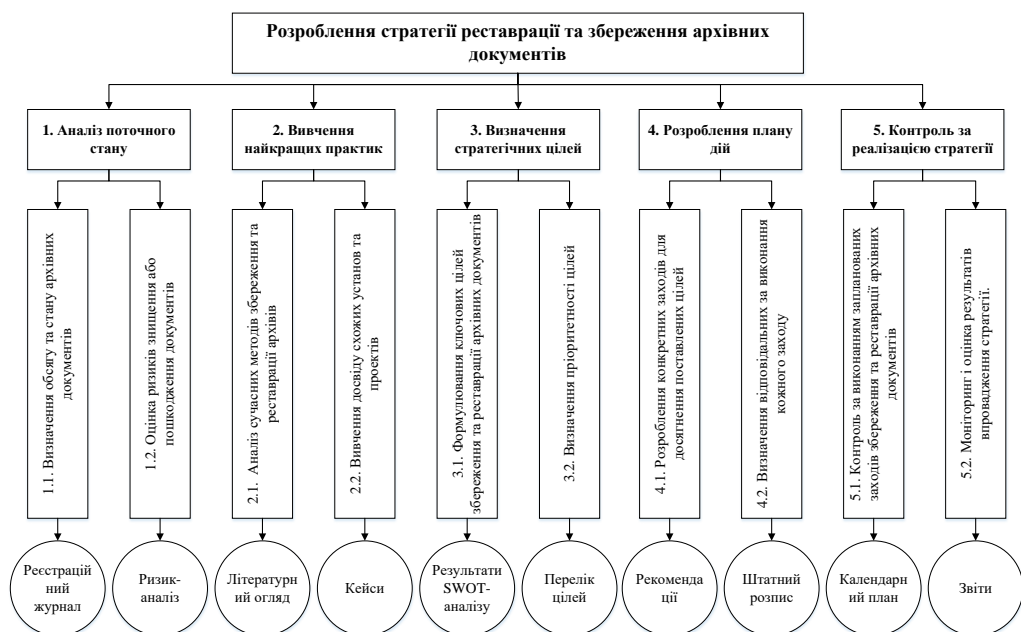 Розроблення стратегії реставрації та збереження архівних
документів
1. Аналіз поточного
стану
2. Вивчення
найкращих практик
3. Визначення
стратегічних цілей
4. Розроблення плану
дій
5. Контроль за
реалізацією стратегії
1.1. Визначення обсягу та стану архівних
документів
1.2. Оцінка ризиків знищення або
пошкодження документів
2.1. Аналіз сучасних методів збереження та
реставрації архівів
2.2. Вивчення досвіду схожих установ та
проектів
3.1. Формулювання ключових цілей
збереження та реставрації архівних документів
3.2. Визначення пріоритетності цілей
4.1. Розроблення конкретних заходів для
досягнення поставлених цілей
4.2. Визначення відповідальних за виконання
кожного заходу
5.1. Контроль за виконанням запланованих
заходів збереження та реставрації архівних
документів
5.2. Моніторинг і оцінка результатів
впровадження стратегії.
Реєстрацій
ний
журнал
Ризик-
аналіз
Літературн
ий огляд
Кейси
Результати
SWOT-
аналізу
Перелік
цілей
Рекоменда
ції
Штатний
розпис
Календарн
ий план
Звіти